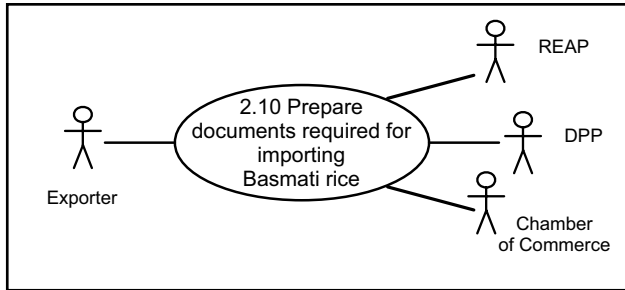 REAP
2.10 Prepare
documents required for
importing
Basmati rice
DPP
Exporter
Chamber
of Commerce